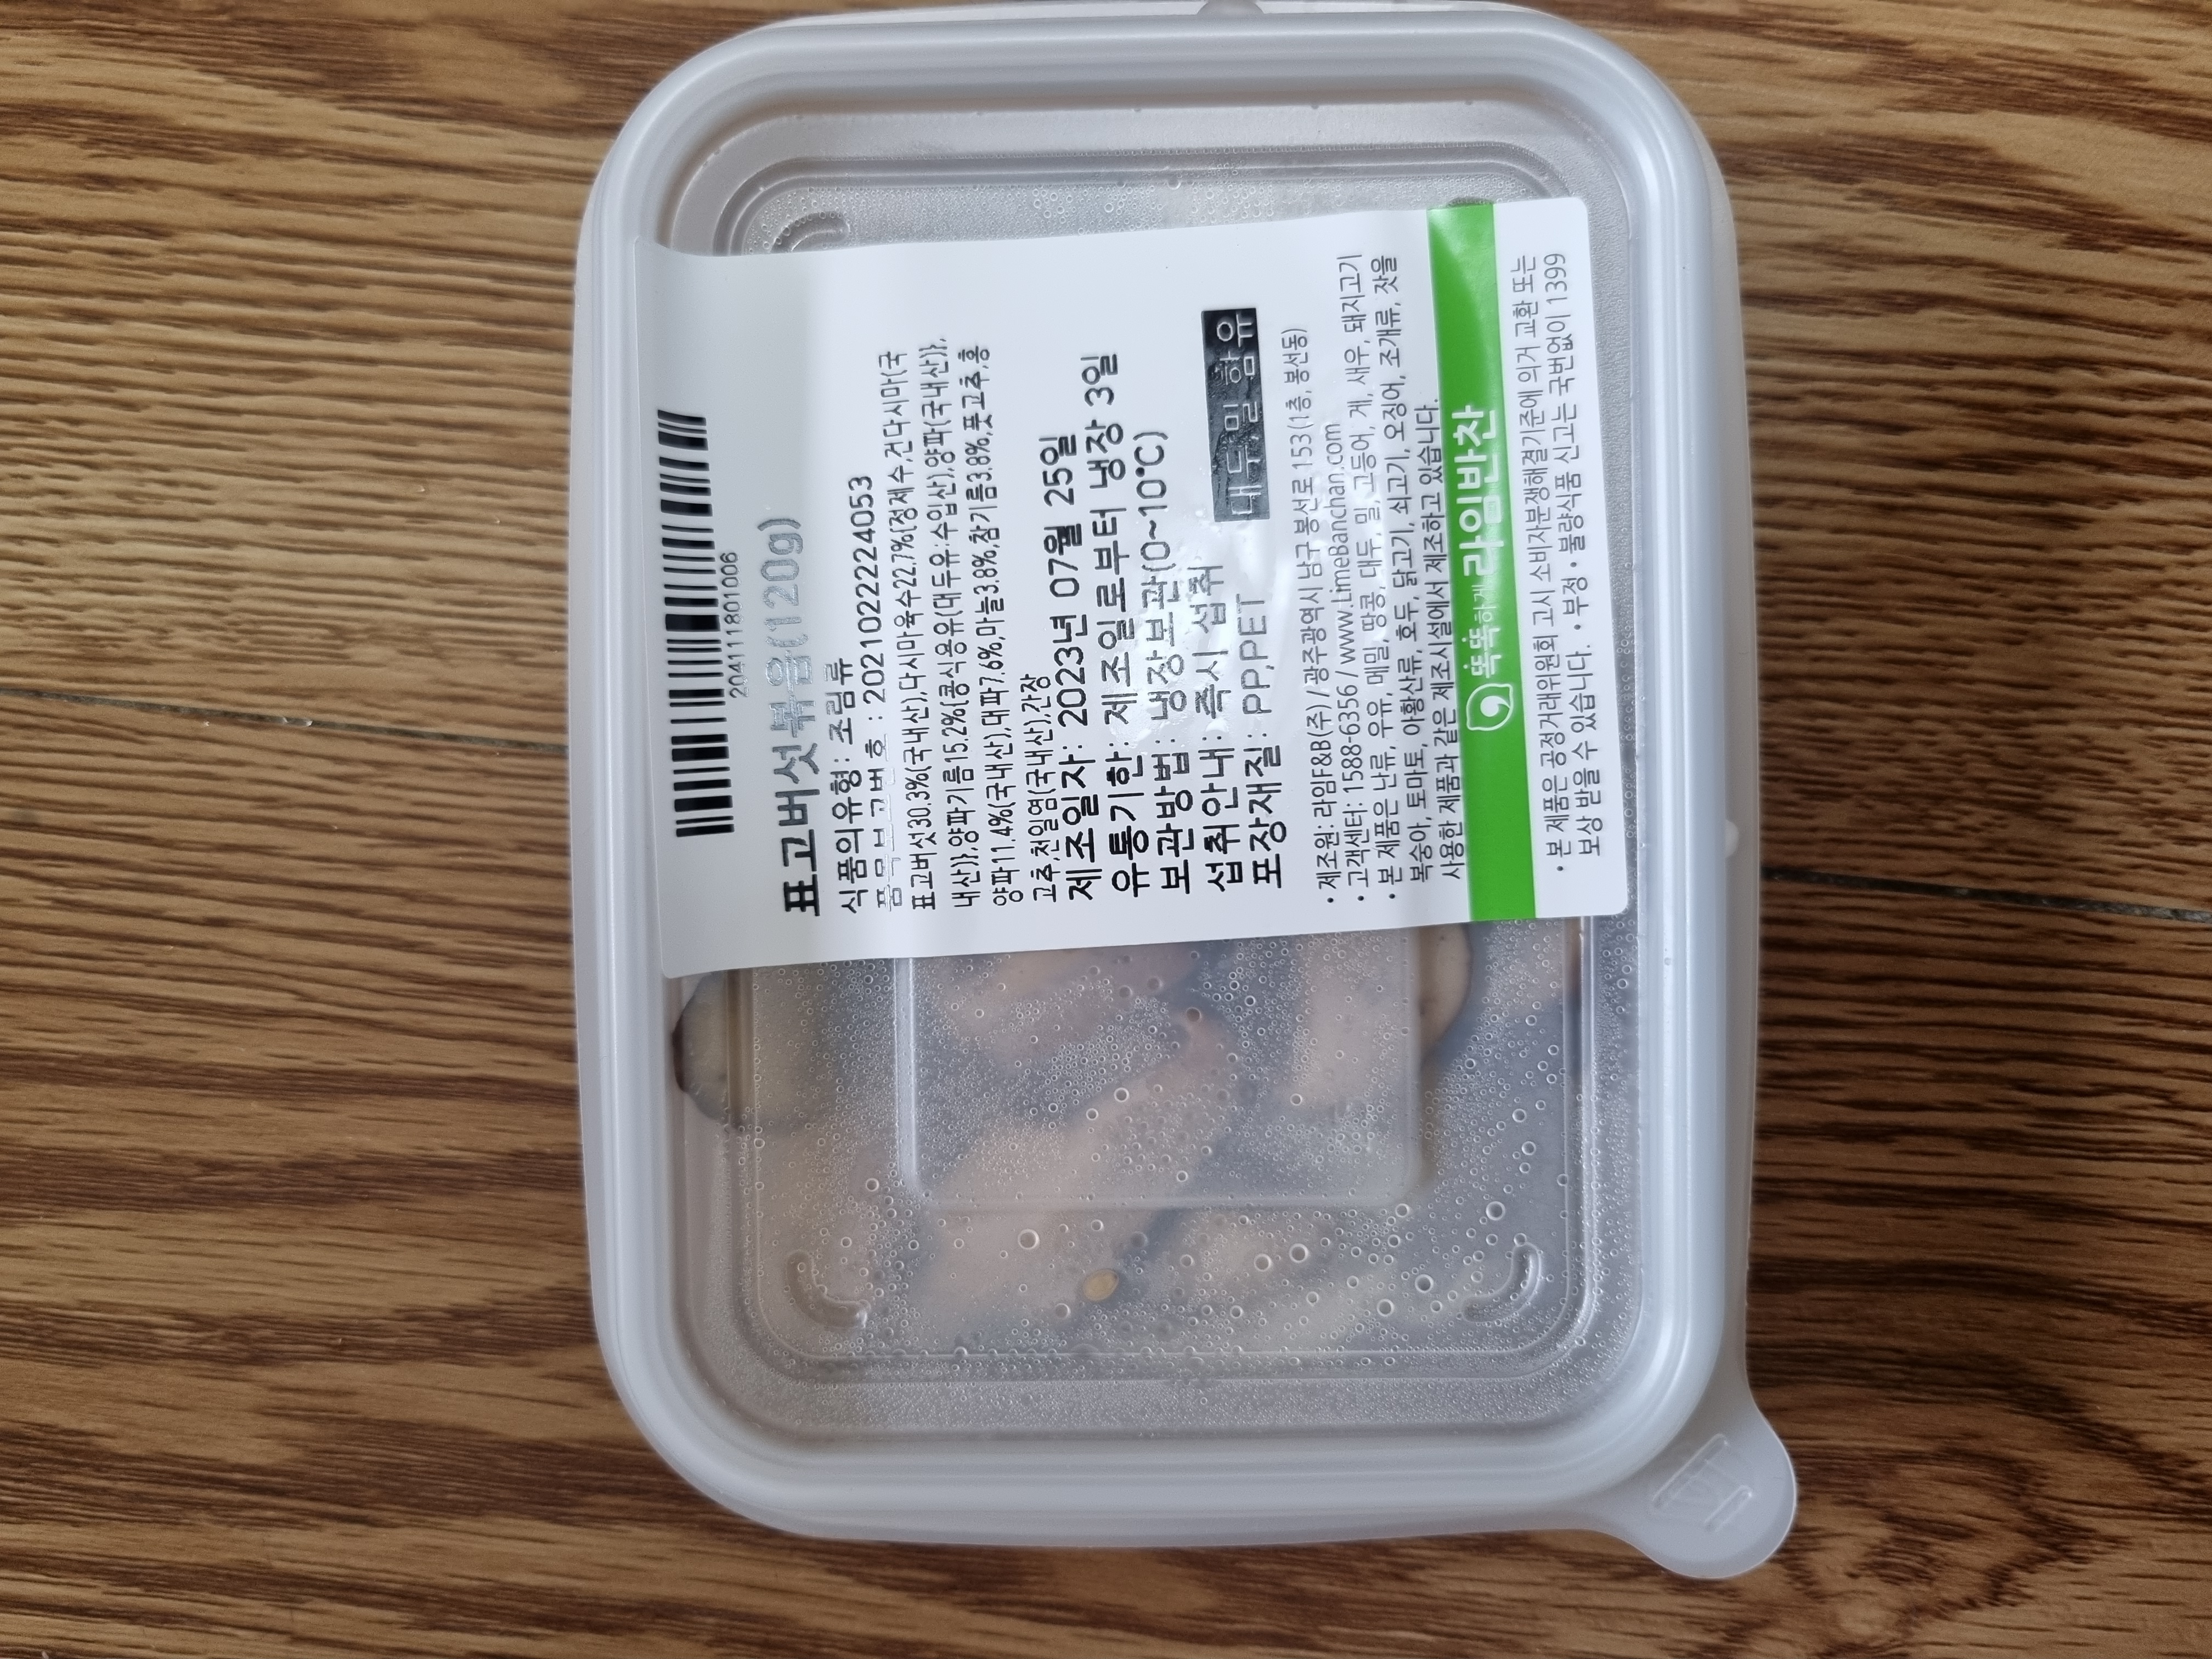 204111801006
표고버섯볶음(120g)
식품의유형: 조림류
품목보고번호 : 20210222224053
표고버섯30.3%(국내산),다시마육수22.7%{정제수,건다시마(국
내산)},양파기름15.2%{콩식용유(대두유:수입산),양파(국내산)},
양파11.4%(국내산),대파7.6%,마늘3.8%,참기름3.8%,풋고추,홍
고추,천일염(국내산),간장
제조일자: 2023년 07월 25일
유통기한: 제조일로부터 냉장 3일
보관방법: 냉장보관(0~10℃)
섭취안내: 즉시 섭취
포장재질: PP,PET
대두,밀 함유
• 제조원: 라임F&B(주) / 광주광역시 남구 봉선로 153(1층, 봉선동)
• 고객센터: 1588-6356 / www.LimeBanchan.com
• 본 제품은 난류, 우유, 메밀, 땅콩, 대두, 밀, 고등어, 게, 새우, 돼지고기
복숭아, 토마토, 아황산류, 호두, 닭고기, 쇠고기, 오징어, 조개류, 잣을
사용한 제품과 같은 제조시설에서 제조하고 있습니다.
똑똑하게 라임반찬
• 본 제품은 공정거래위원회 고시 소비자분쟁해결기준에 의거 교환 또는
보상 받을 수 있습니다. • 부정 • 불량식품 신고는 국번없이 1399